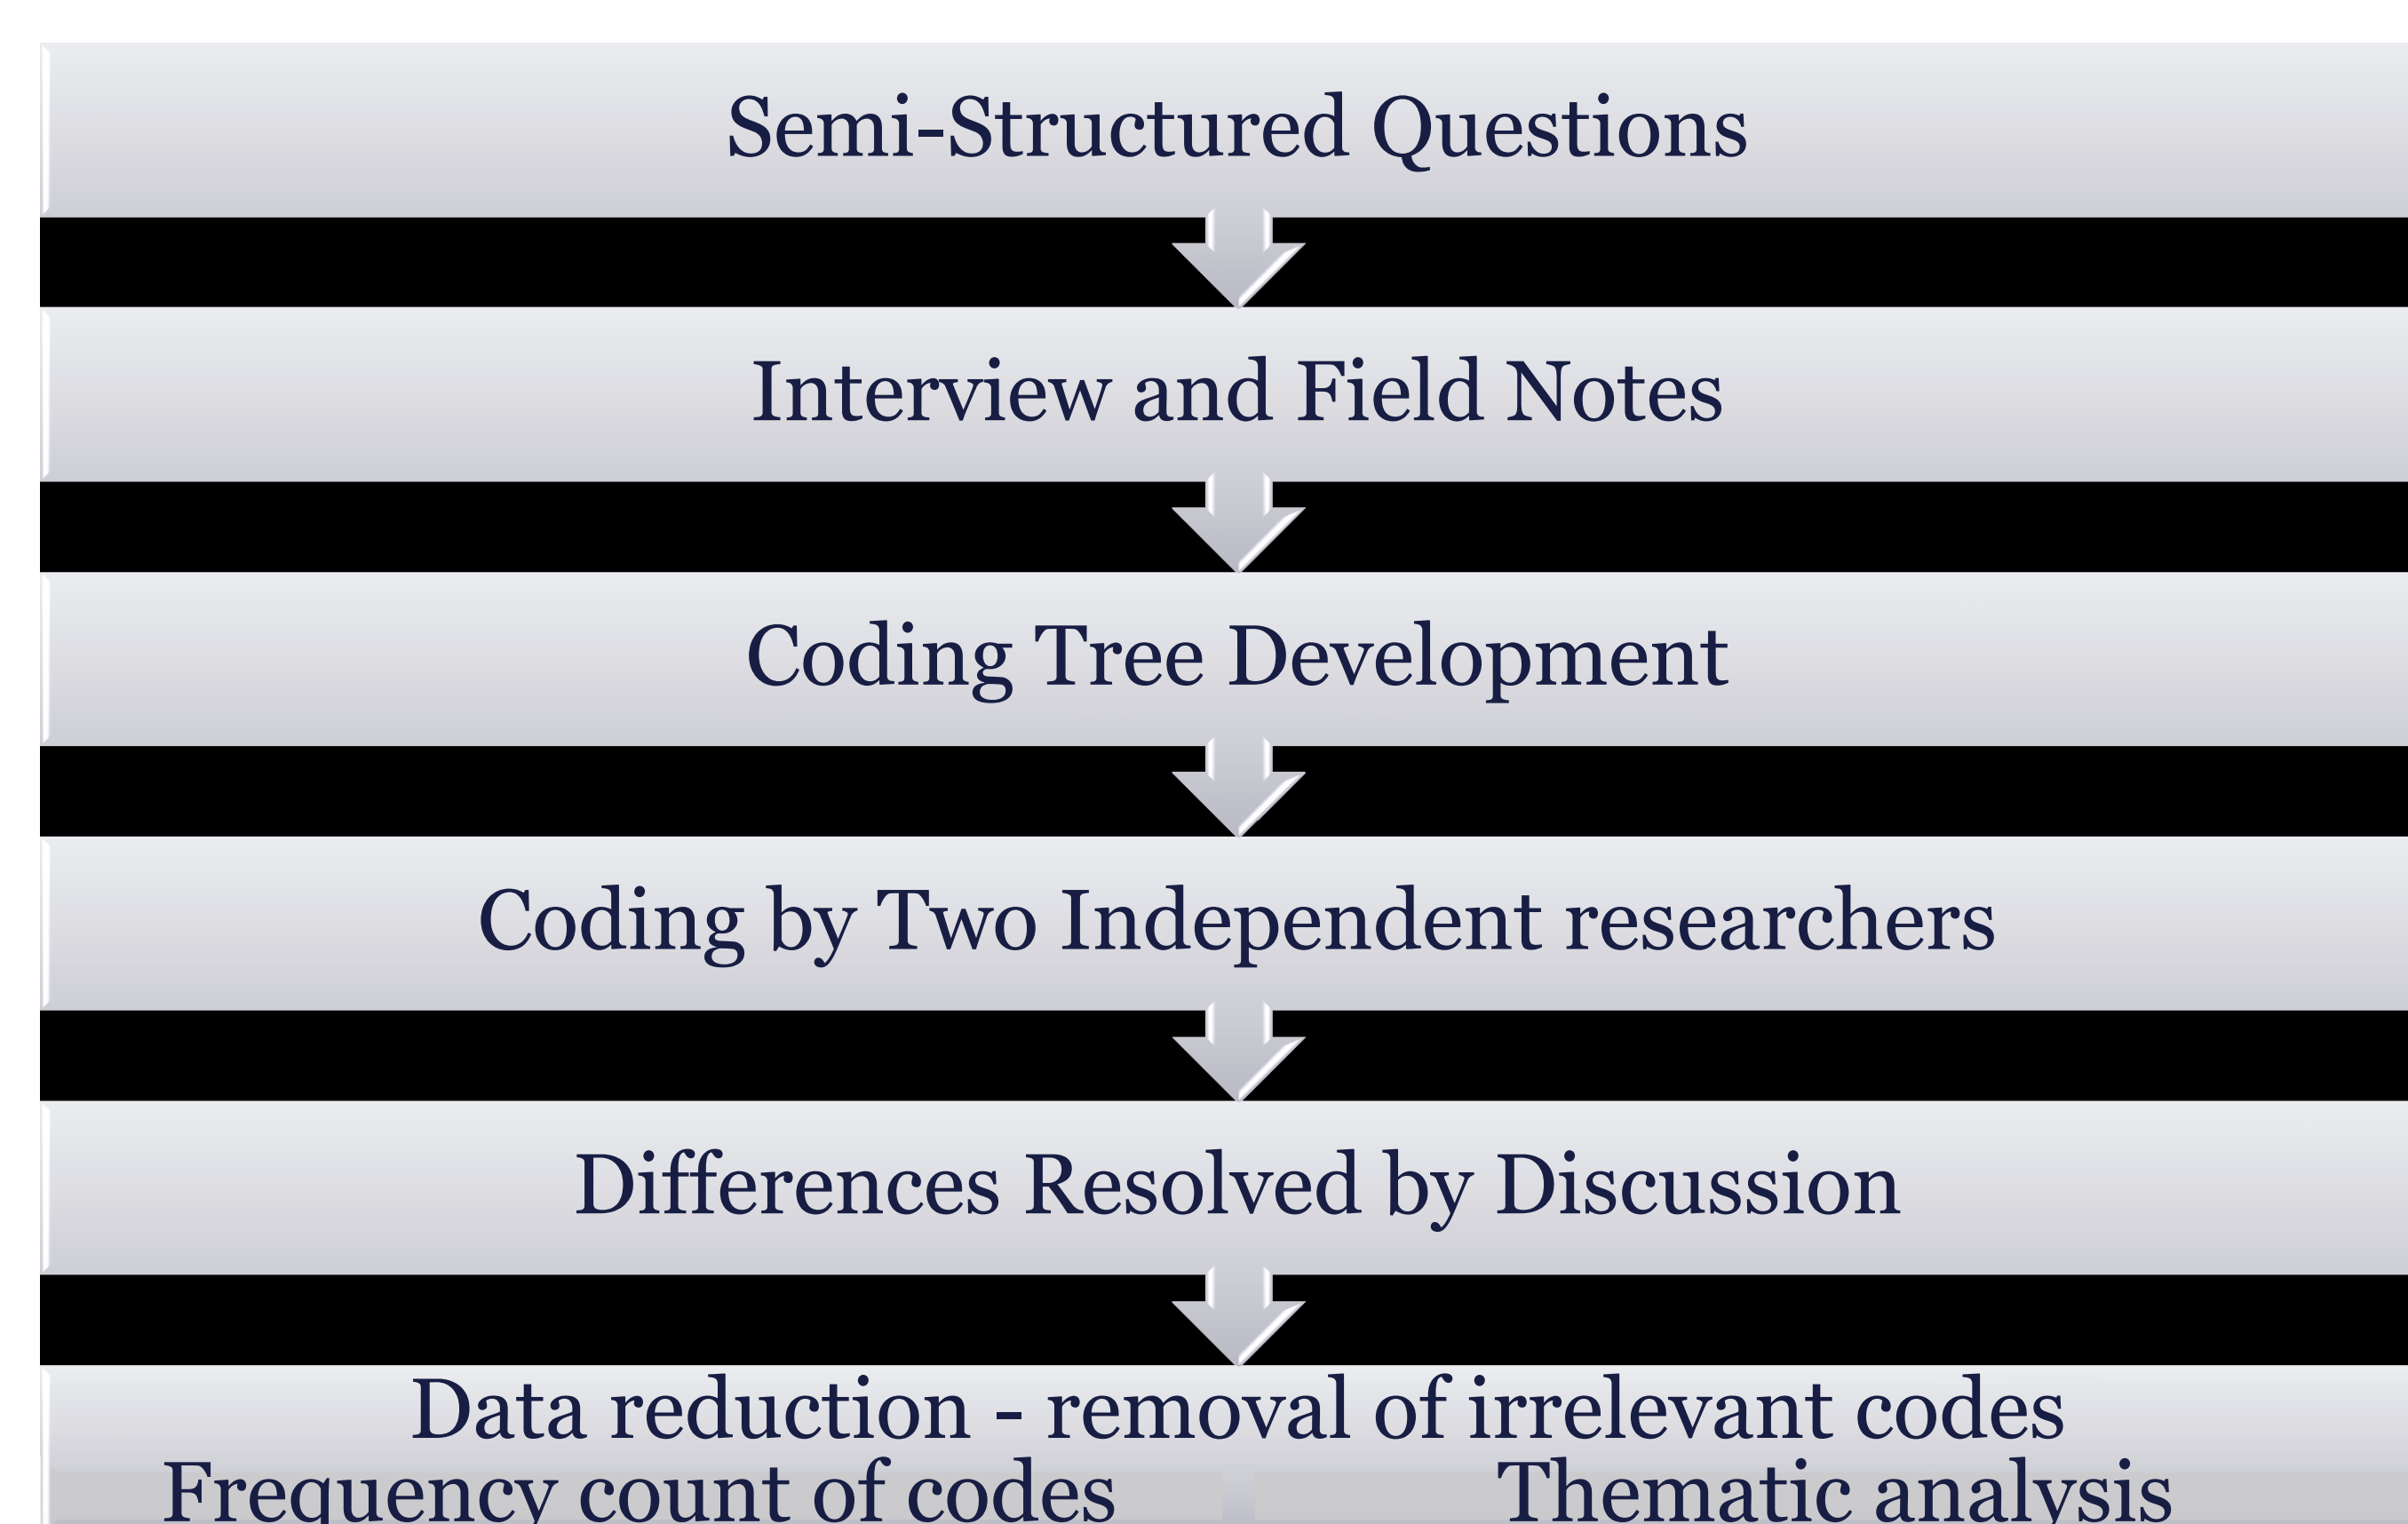 Semi-Structured Questions
Interview and Field Notes
Coding Tree Development
Coding by Two Independent researchers
Differences Resolved by Discussion
Data reduction - removal of irrelevant codes
Frequency count of codes
Thematic analysis